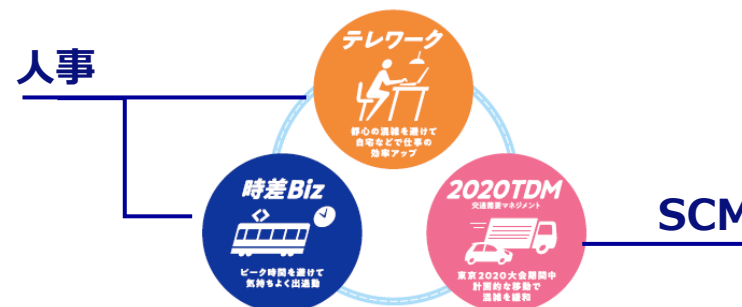 人事
テレワーク
都心の混雑を避けて
自宅などで仕事の
効率アップ
時差Biz
ピーク時間を避けて
気持ちよく出退勤
2020TDM
交通需要マネジメント
東京2020大会期間中
計画的な移動で
混雑を緩和
SCM